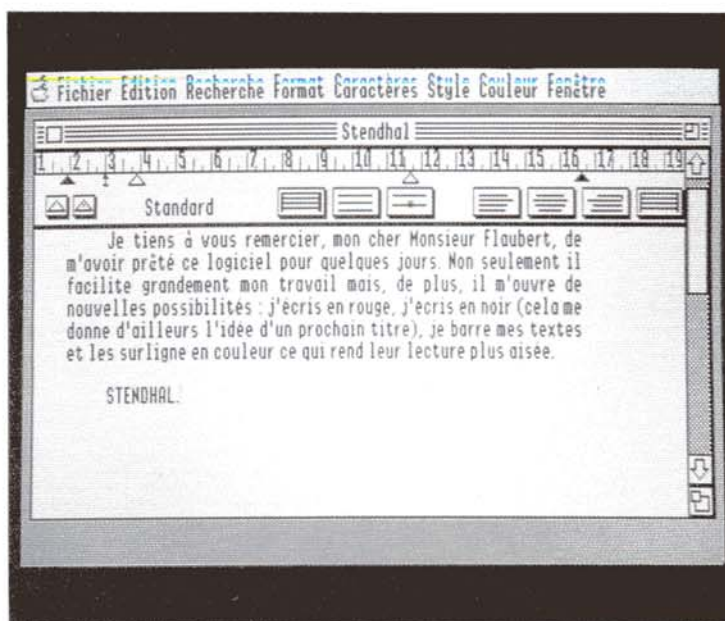 Fichier Edition Recherche Format Caractères Style Couleur Fenêtre
Stendhal
1 2 3 4 5 6 7 8 9 10 11 12 13 14 15 16 17 18 19
Standard
Je tiens à vous remercier, mon cher Monsieur Flaubert, de
m'avoir prêté ce logiciel pour quelques jours. Non seulement il
facilite grandement mon travail mais, de plus, il m'ouvre de
nouvelles possibilités : j'écris en rouge, j'écris en noir (cela me
donne d'ailleurs l'idée d'un prochain titre), je barre mes textes
et les surligne en couleur ce qui rend leur lecture plus aisée.
STENDHAL.